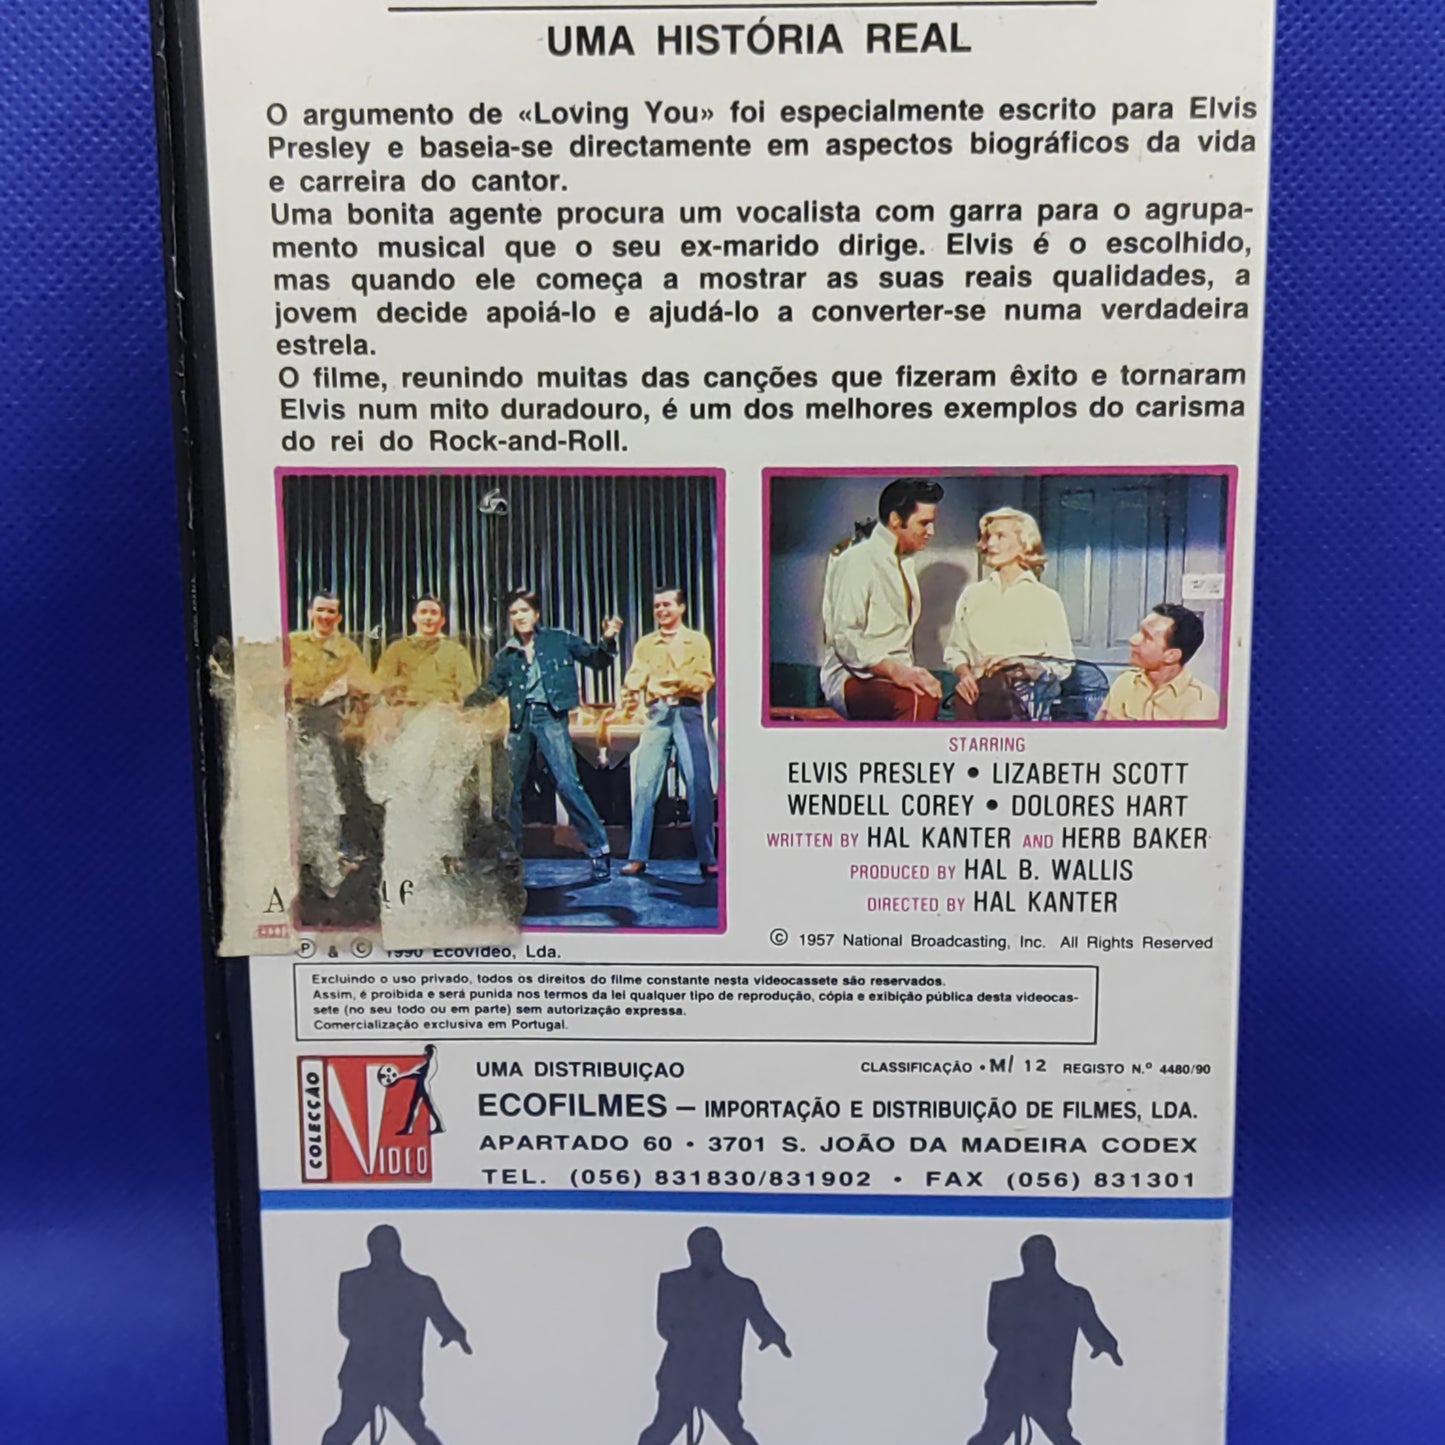 UMA HISTÓRIA REAL
O argumento de «Loving You» foi especialmente escrito para Elvis
Presley e baseia-se directamente em aspectos biográficos da vida
e carreira do cantor.
Uma bonita agente procura um vocalista com garra para o agrupa-
mento musical que o seu ex-marido dirige. Elvis é o escolhido,
mas quando ele começa a mostrar as suas reais qualidades, a
jovem decide apoiá-lo e ajudá-lo a converter-se numa verdadeira
estrela.
O filme, reunindo muitas das canções que fizeram êxito e tornaram
Elvis num mito duradouro, é um dos melhores exemplos do carisma
do rei do Rock-and-Roll.
STARRING
ELVIS PRESLEY • LIZABETH SCOTT
WENDELL COREY • DOLORES HART
WRITTEN BY HAL KANTER AND HERB BAKER
PRODUCED BY HAL B. WALLIS
DIRECTED BY HAL KANTER
© 1957 National Broadcasting, Inc. All Rights Reserved
A
℗ & © 1990 Ecovideo, Lda.
Excluindo o uso privado, todos os direitos do filme constante nesta videocassete são reservados.
Assim, é proibida e será punida nos termos da lei qualquer tipo de reprodução, cópia e exibição pública desta videocas-
sete (no seu todo ou em parte) sem autorização expressa.
Comercialização exclusiva em Portugal.
COLECÇÃO
VIDEO
UMA DISTRIBUIÇAO
CLASSIFICAÇÃO • M/ 12 REGISTO N.º 4480/90
ECOFILMES — IMPORTAÇÃO E DISTRIBUIÇÃO DE FILMES, LDA.
APARTADO 60 • 3701 S. JOÃO DA MADEIRA CODEX
TEL. (056) 831830/831902 • FAX (056) 831301